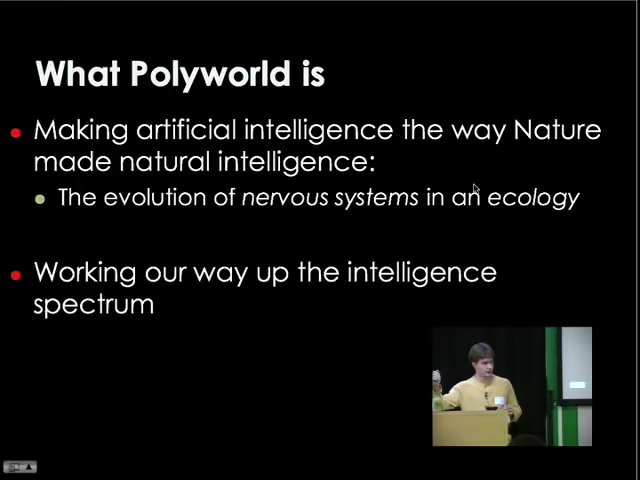 What Polyworld is
Making artificial intelligence the way Nature
made natural intelligence:
The evolution of nervous systems in an ecology
Working our way up the intelligence
spectrum